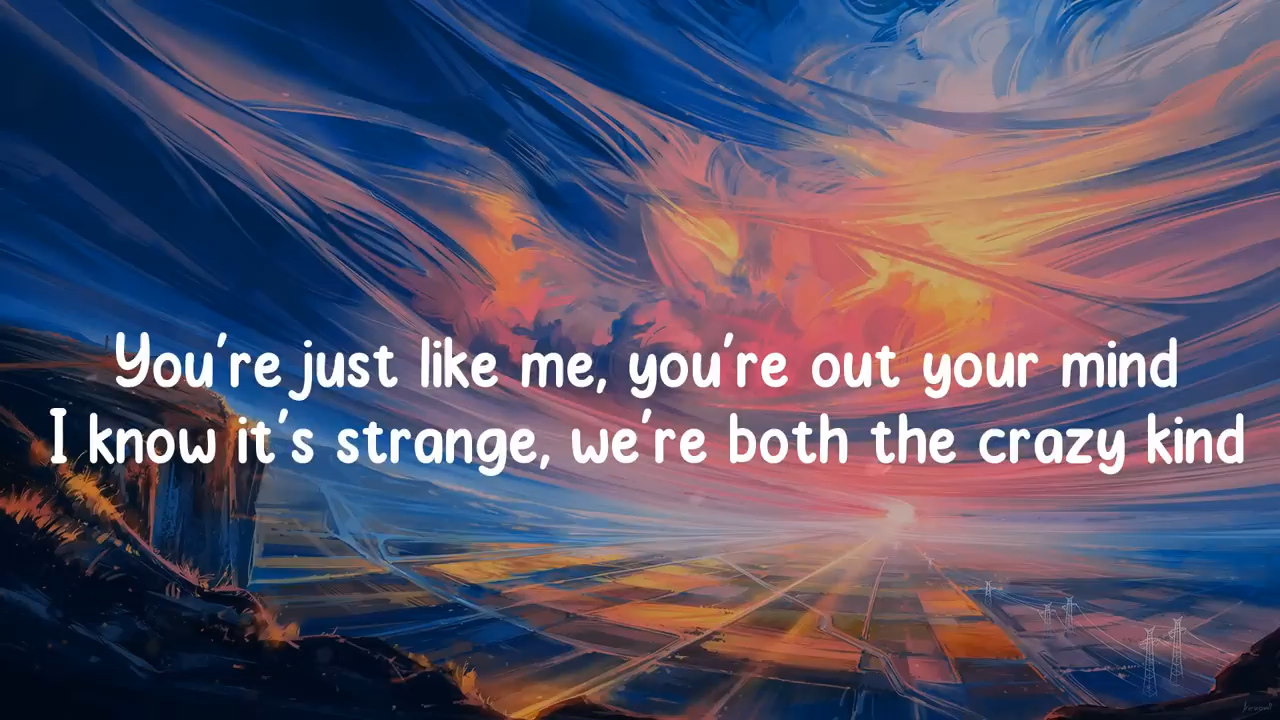 You're just like me, you're out your mind
I know it's strange, we're both the crazy kind